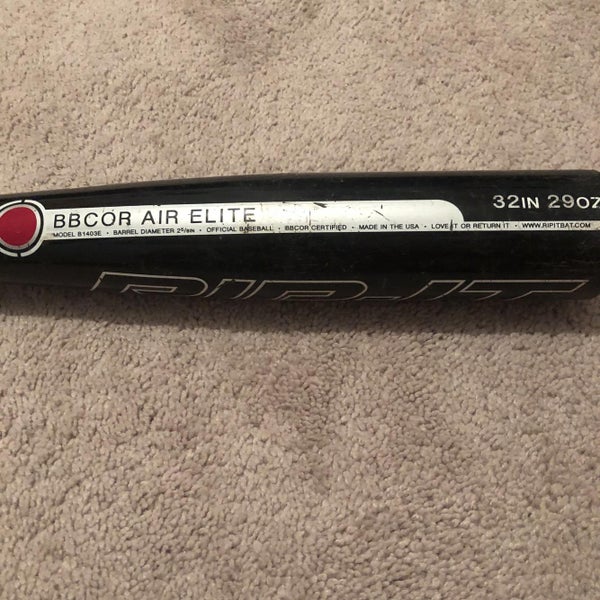 BBCOR AIR ELITE
32IN 29OZ
MODEL B1403E • BARREL DIAMETER 2⁵/8IN • OFFICIAL BASEBALL • BBCOR CERTIFIED • MADE IN THE USA • LOVE IT OR RETURN IT • WWW.RIPITBAT.COM •
RIP-IT